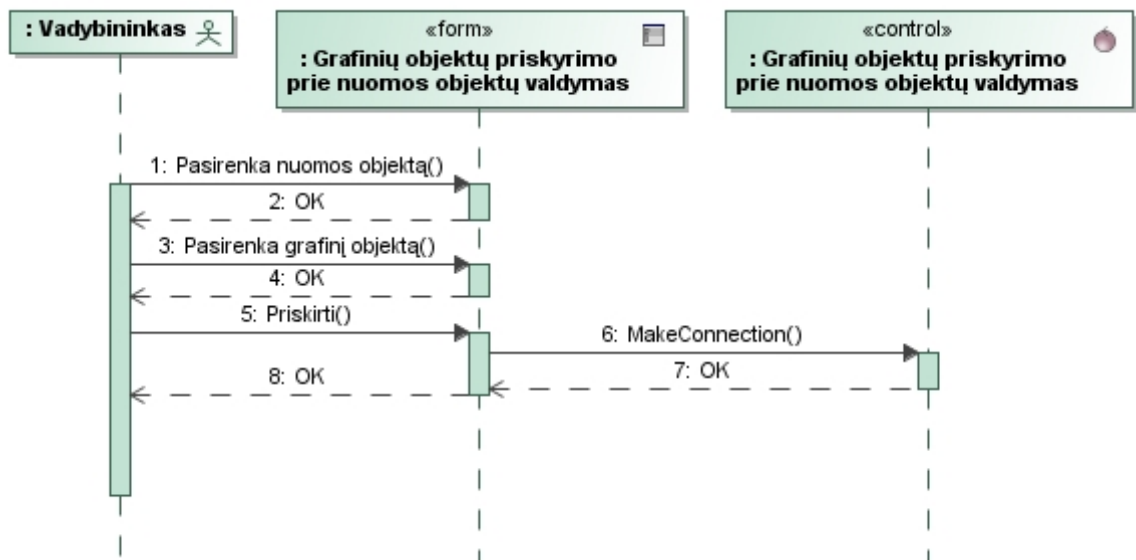 : Vadybininkas
«form»
: Grafinių objektų priskyrimo
prie nuomos objektų valdymas
«control»
: Grafinių objektų priskyrimo
prie nuomos objektų valdymas
1: Pasirenka nuomos objektą()
2: OK
3: Pasirenka grafinį objektą()
4: OK
5: Priskirti()
6: MakeConnection()
7: OK
8: OK